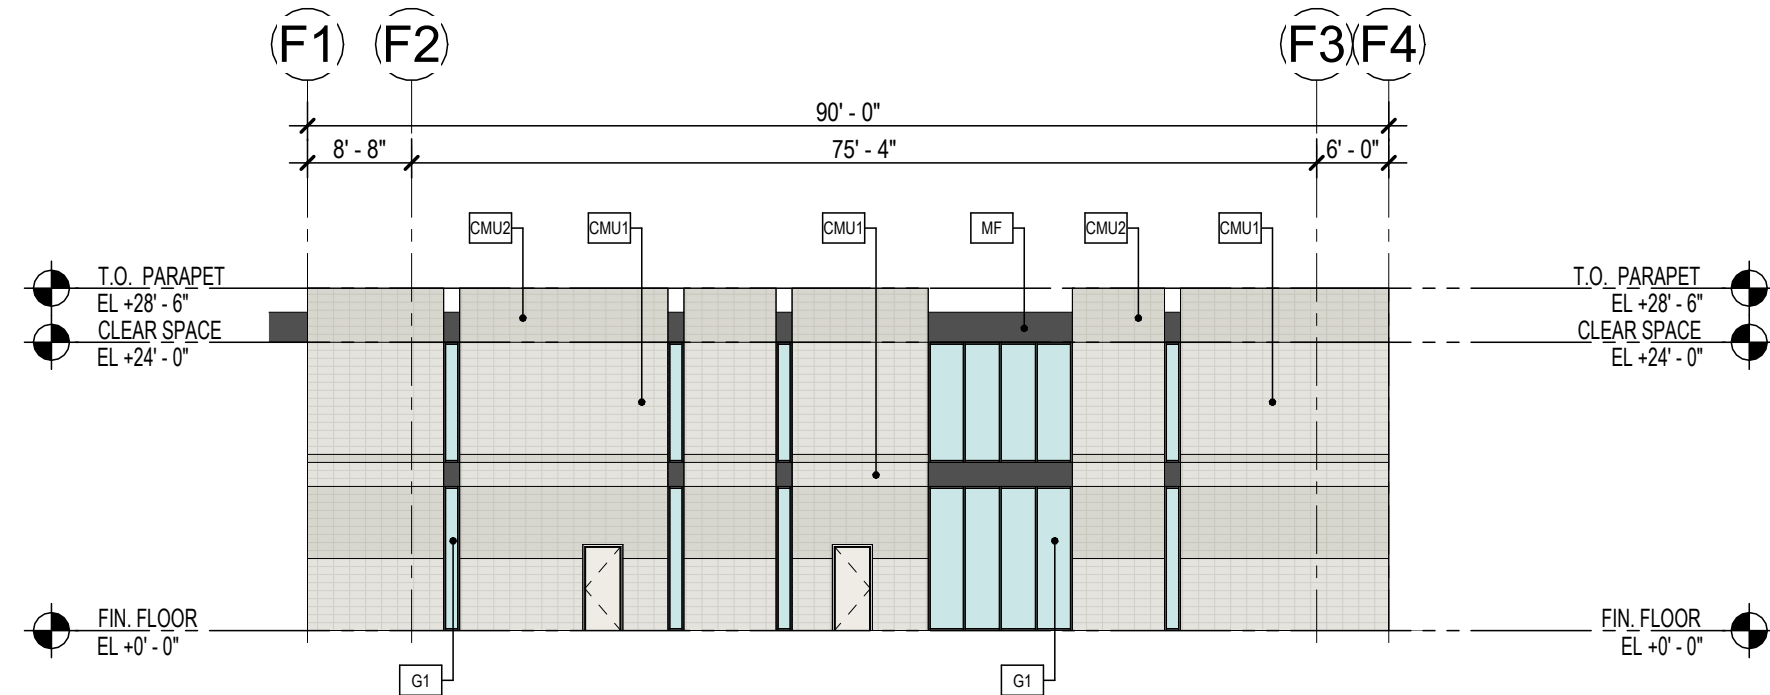 F1 F2 F3 F4
90' - 0"
8' - 8" 75' - 4" 6' - 0"
CMU2 CMU1 CMU1 MF CMU2 CMU1
T.O. PARAPET T.O. PARAPET
EL +28' - 6" EL +28' - 6"
CLEAR SPACE CLEAR SPACE
EL +24' - 0" EL +24' - 0"
FIN. FLOOR FIN. FLOOR
EL +0' - 0" EL +0' - 0"
G1 G1